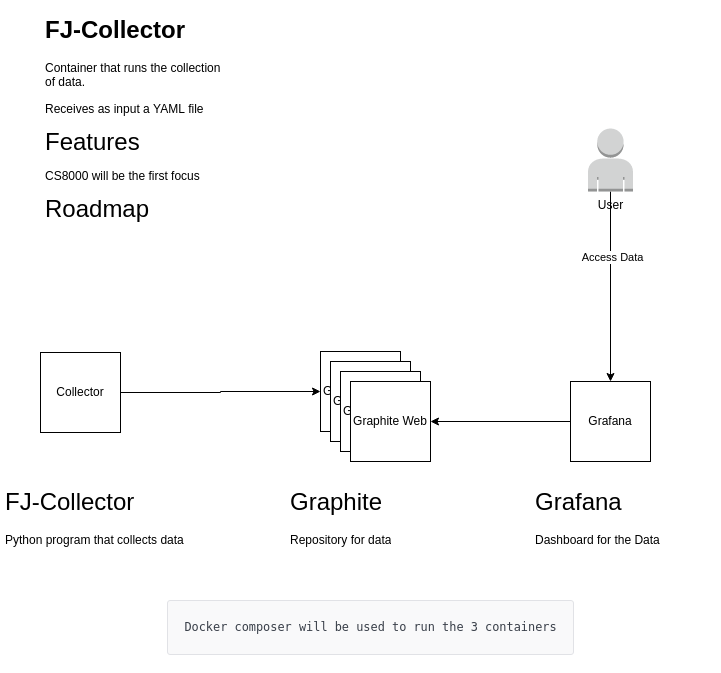 FJ-Collector
Container that runs the collection
of data.
Receives as input a YAML file
Features
CS8000 will be the first focus
Roadmap
User
Access Data
Collector
G
G
G
Graphite Web
Grafana
FJ-Collector
Python program that collects data
Graphite
Repository for data
Grafana
Dashboard for the Data
Docker composer will be used to run the 3 containers